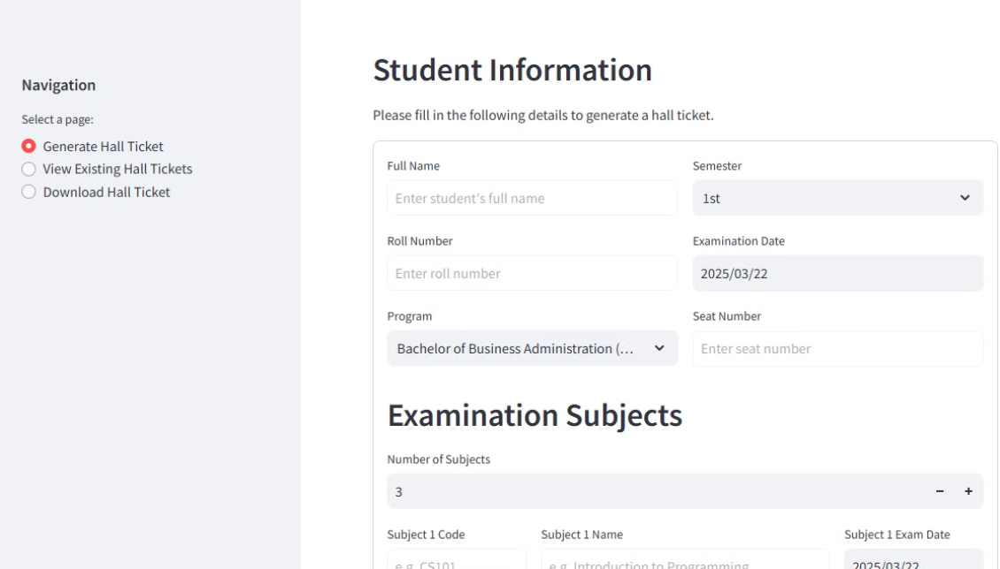 Navigation
Select a page:
Generate Hall Ticket
View Existing Hall Tickets
Download Hall Ticket
Student Information
Please fill in the following details to generate a hall ticket.
Full Name
Enter student's full name
Semester
1st
Roll Number
Enter roll number
Examination Date
2025/03/22
Program
Bachelor of Business Administration (...
Seat Number
Enter seat number
Examination Subjects
Number of Subjects
3
Subject 1 Code
Subject 1 Name
Subject 1 Exam Date
e.g. CS101
e.g. Introduction to Programming
2025/03/22